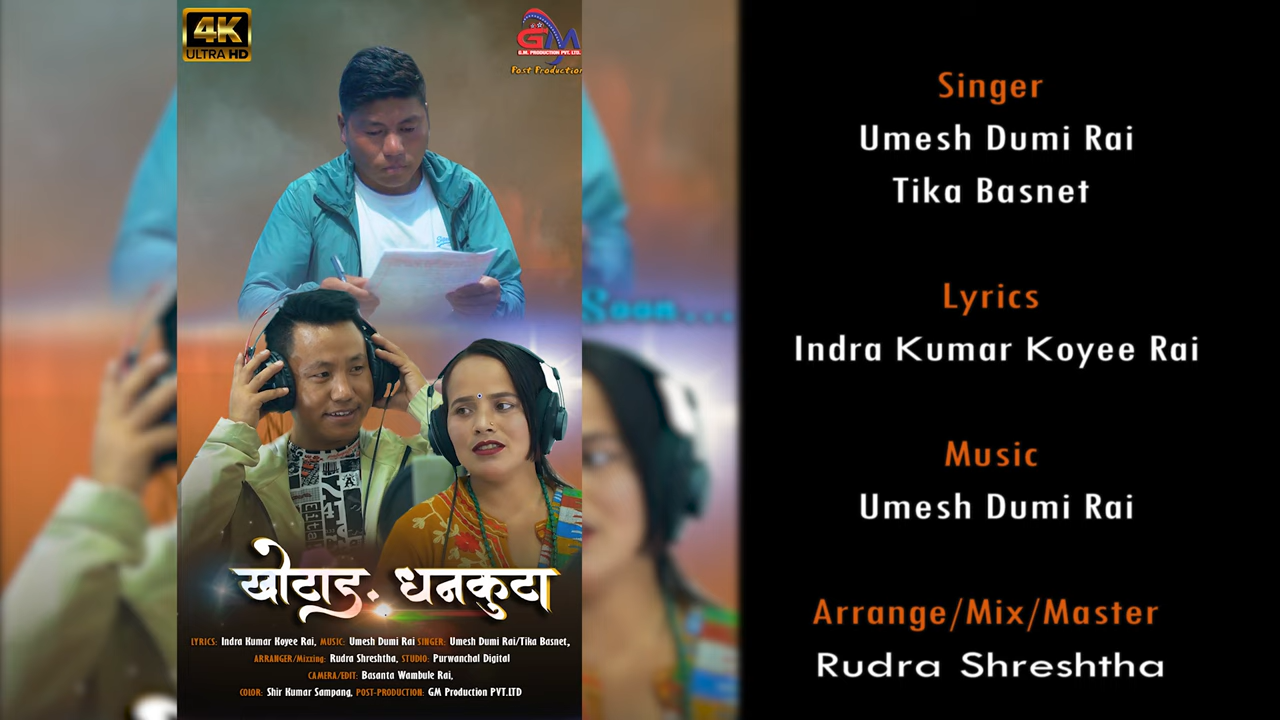 4K
ULTRA HD
GM
G.M. PRODUCTION PVT. LTD.
Post Production
Soon...
खोटाङ. धनकुटा
LYRICS: Indra Kumar Koyee Rai, MUSIC: Umesh Dumi Rai SINGER: Umesh Dumi Rai/Tika Basnet,
ARRANGER/Mixzing: Rudra Shreshtha, STUDIO: Purwanchal Digital
CAMERA/EDIT: Basanta Wambule Rai,
COLOR: Shir Kumar Sampang, POST-PRODUCTION: GM Production PVT.LTD
Singer
Umesh Dumi Rai
Tika Basnet
Lyrics
Indra Kumar Koyee Rai
Music
Umesh Dumi Rai
Arrange/Mix/Master
Rudra Shreshtha